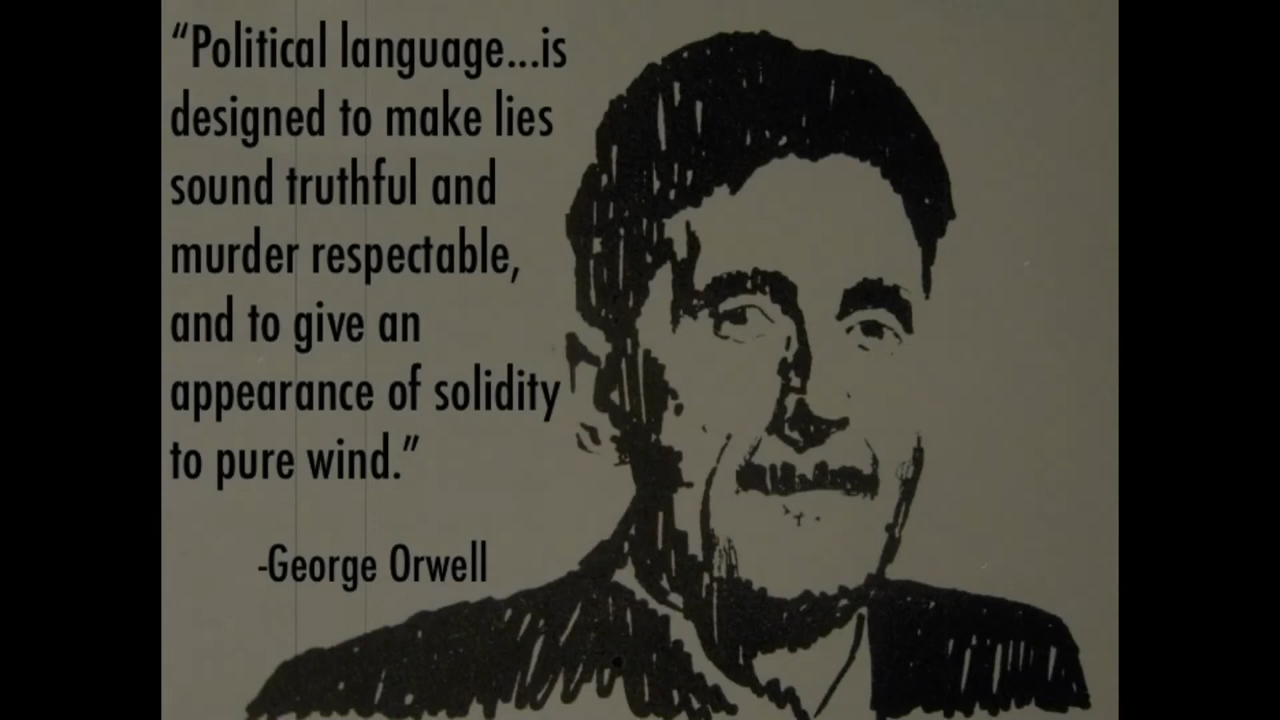 “Political language...is
designed to make lies
sound truthful and
murder respectable,
and to give an
appearance of solidity
to pure wind.”
-George Orwell